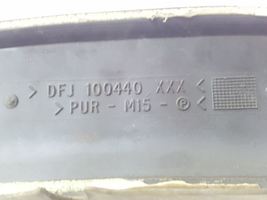 > DFJ 100440 XXX <
> PUR - M15 - Ⓟ <